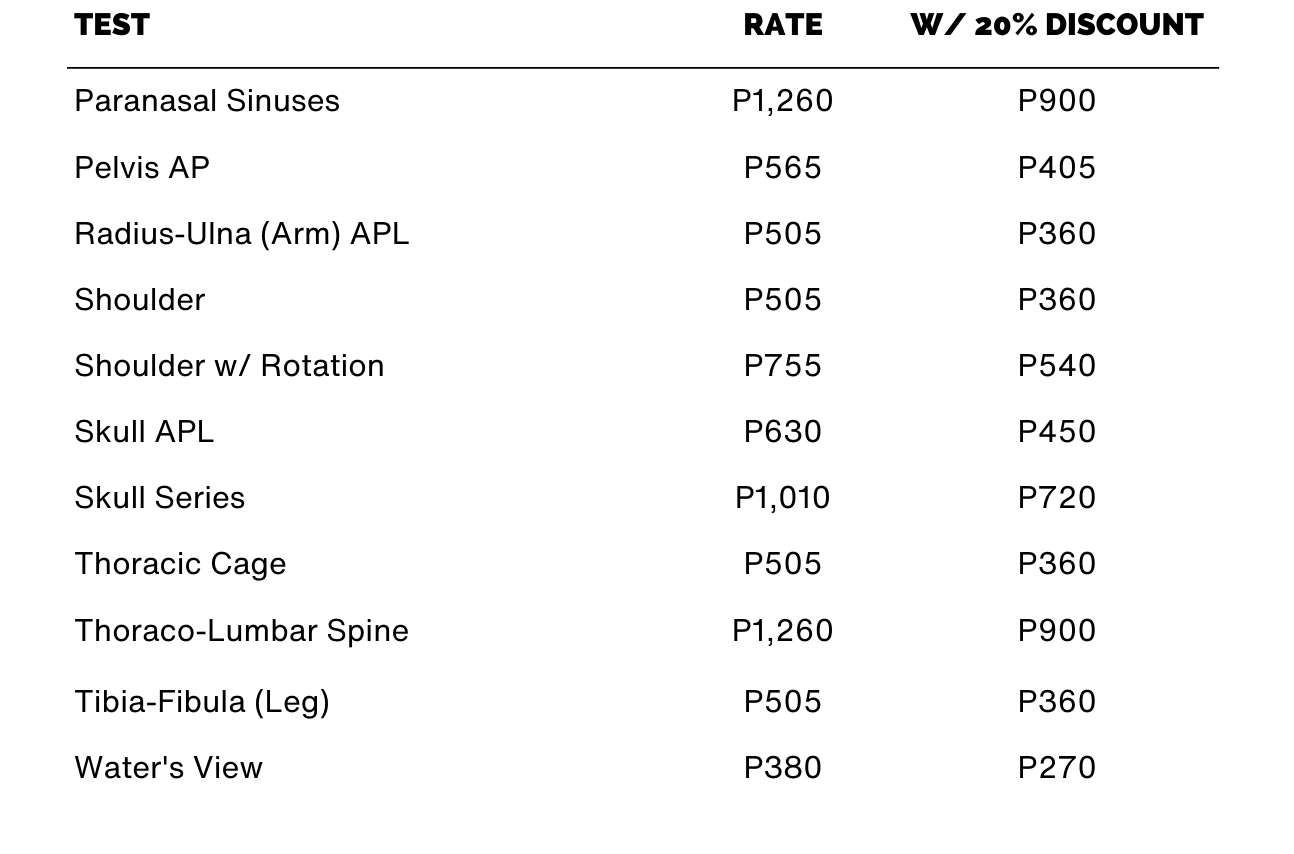 TEST RATE W/ 20% DISCOUNT
Paranasal Sinuses P1,260 P900
Pelvis AP P565 P405
Radius-Ulna (Arm) APL P505 P360
Shoulder P505 P360
Shoulder w/ Rotation P755 P540
Skull APL P630 P450
Skull Series P1,010 P720
Thoracic Cage P505 P360
Thoraco-Lumbar Spine P1,260 P900
Tibia-Fibula (Leg) P505 P360
Water's View P380 P270